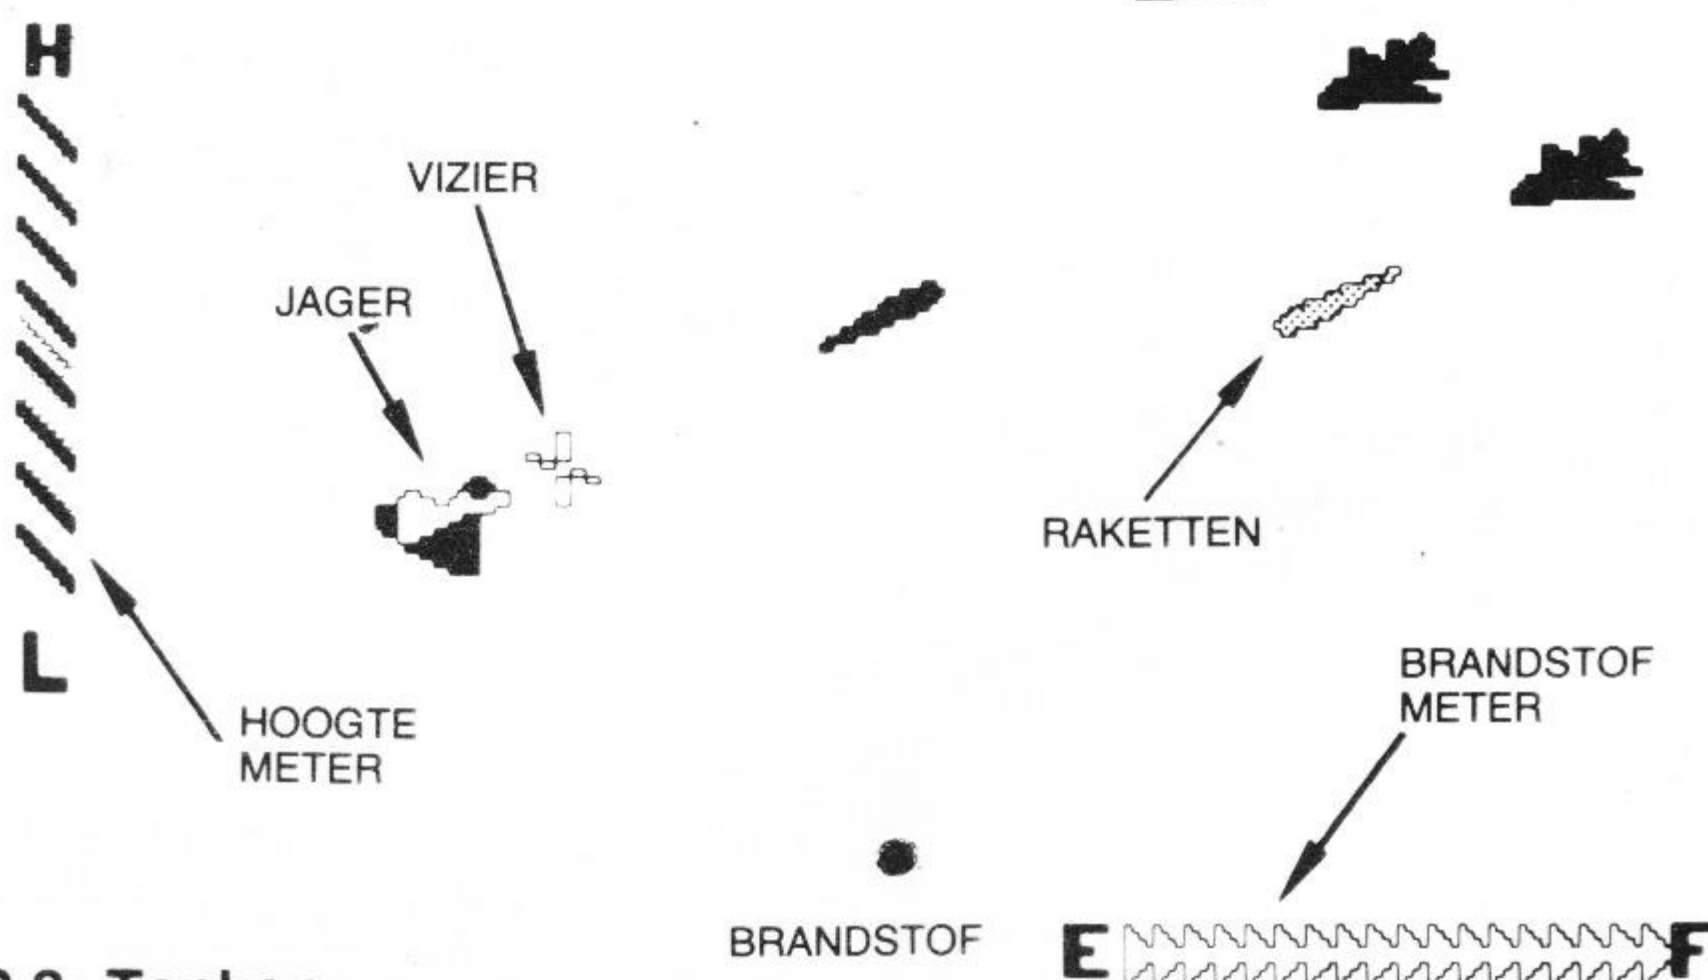 H
VIZIER
JAGER
RAKETTEN
L
BRANDSTOF
METER
HOOGTE
METER
BRANDSTOF
E
F